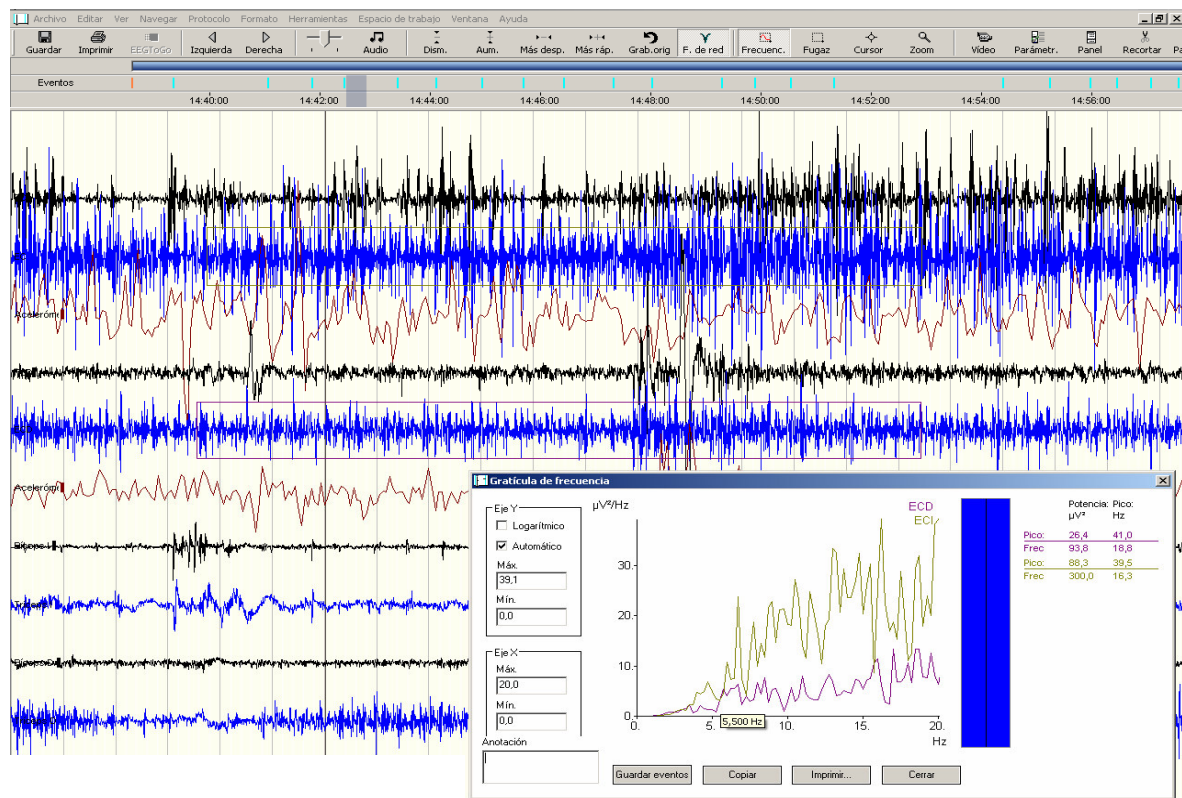 Archivo Editar Ver Navegar Protocolo Formato Herramientas Espacio de trabajo Ventana Ayuda
Guardar Imprimir EEGToGo Izquierda Derecha Audio Dism. Aum. Más desp. Más ráp. Grab.orig F. de red Frecuenc. Fugaz Cursor Zoom Vídeo Parámetr. Panel Recortar
Eventos
14:40:00 14:42:00 14:44:00 14:46:00 14:48:00 14:50:00 14:52:00 14:54:00 14:56:00
Gratícula de frecuencia
Eje Y
Logarítmico
Automático
Máx.
39,1
Mín.
0,0
Eje X
Máx.
20,0
Mín.
0,0
Anotación
µV²/Hz
ECD
ECI
30.
20.
10.
0.
0. 5. 10. 15. 20.
5,500 Hz
Hz
Potencia: Pico:
µV² Hz
Pico: 26,4 41,0
Frec 93,8 18,8
Pico: 88,3 39,5
Frec 300,0 16,3
Guardar eventos Copiar Imprimir... Cerrar